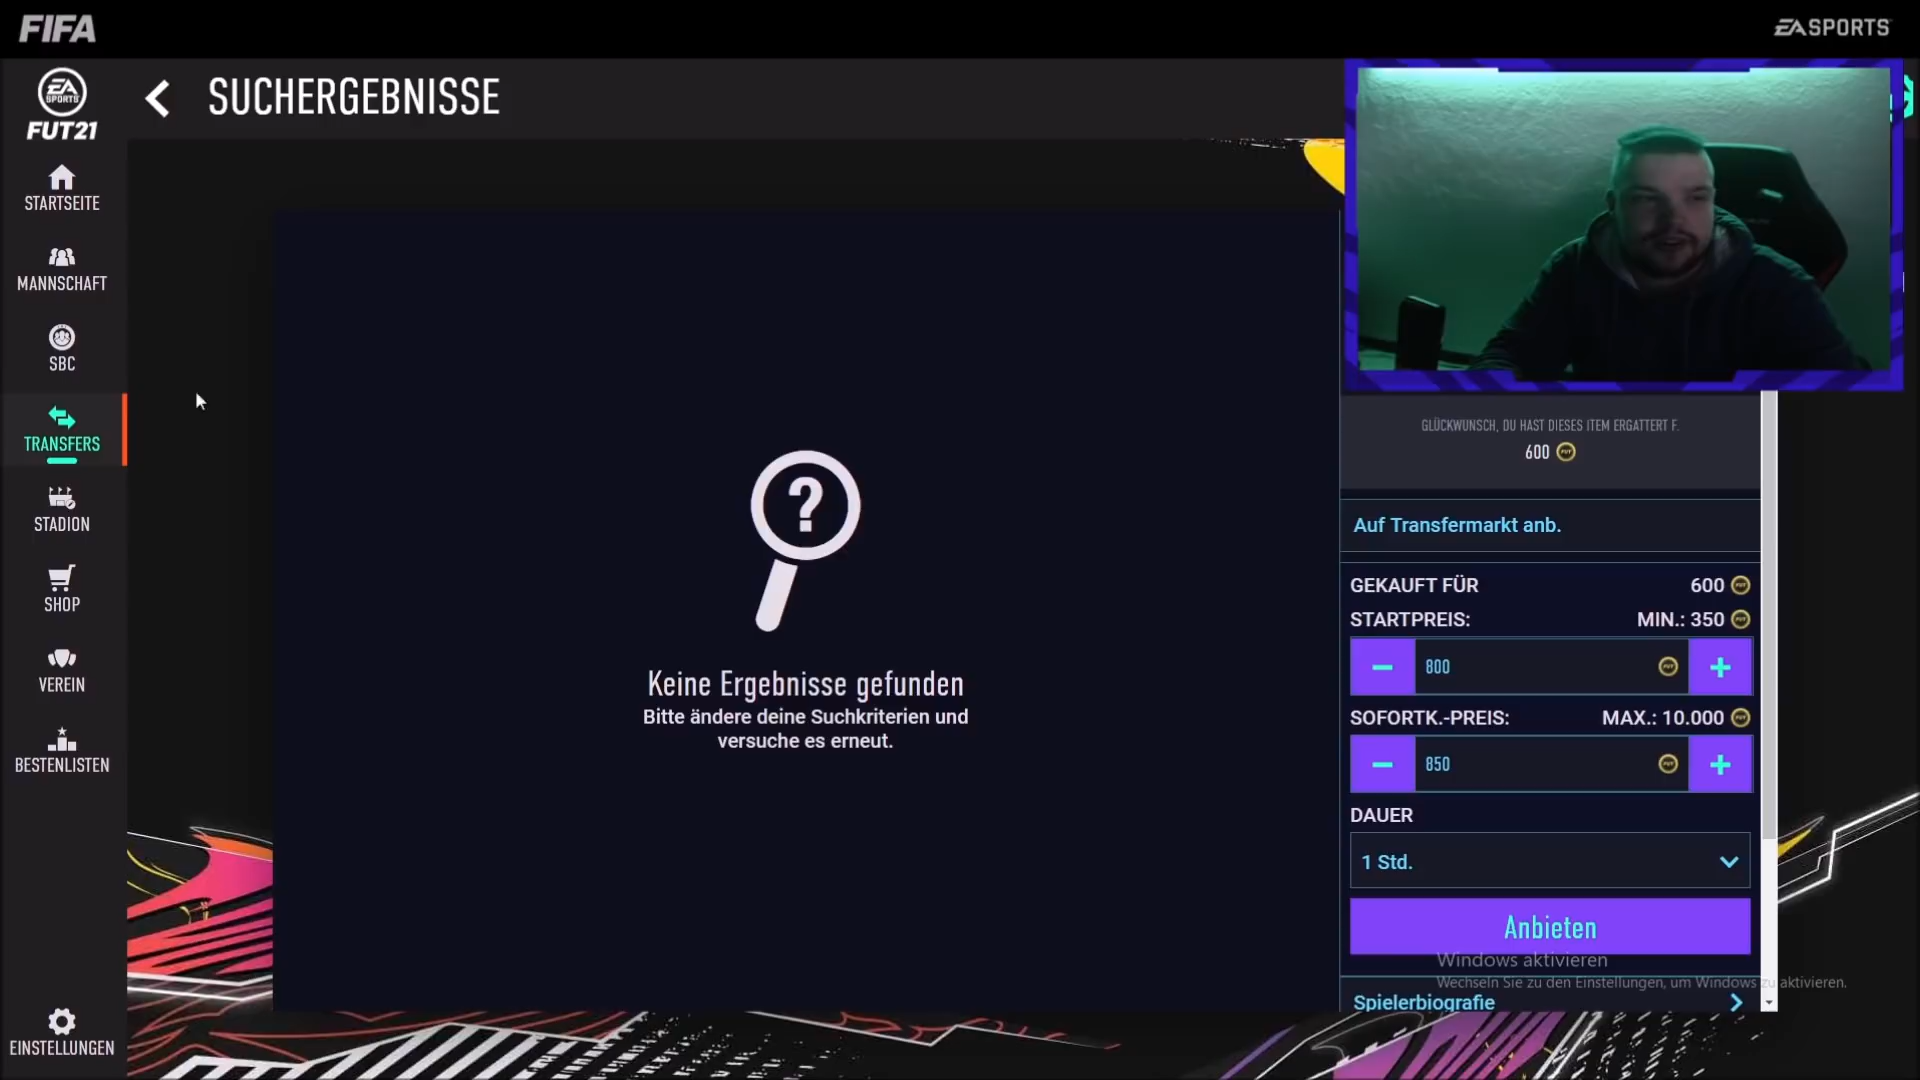 FIFA
EA SPORTS
EA SPORTS
FUT21
SUCHERGEBNISSE
STARTSEITE
MANNSCHAFT
SBC
TRANSFERS
STADION
SHOP
VEREIN
BESTENLISTEN
EINSTELLUNGEN
Keine Ergebnisse gefunden
Bitte ändere deine Suchkriterien und
versuche es erneut.
GLÜCKWUNSCH, DU HAST DIESES ITEM ERGATTERT F.
600
Auf Transfermarkt anb.
GEKAUFT FÜR 600
STARTPREIS: MIN.: 350
− 800 +
SOFORTK.-PREIS: MAX.: 10.000
− 850 +
DAUER
1 Std.
Anbieten
Windows aktivieren
Wechseln Sie zu den Einstellungen, um Windows zu aktivieren.
Spielerbiografie